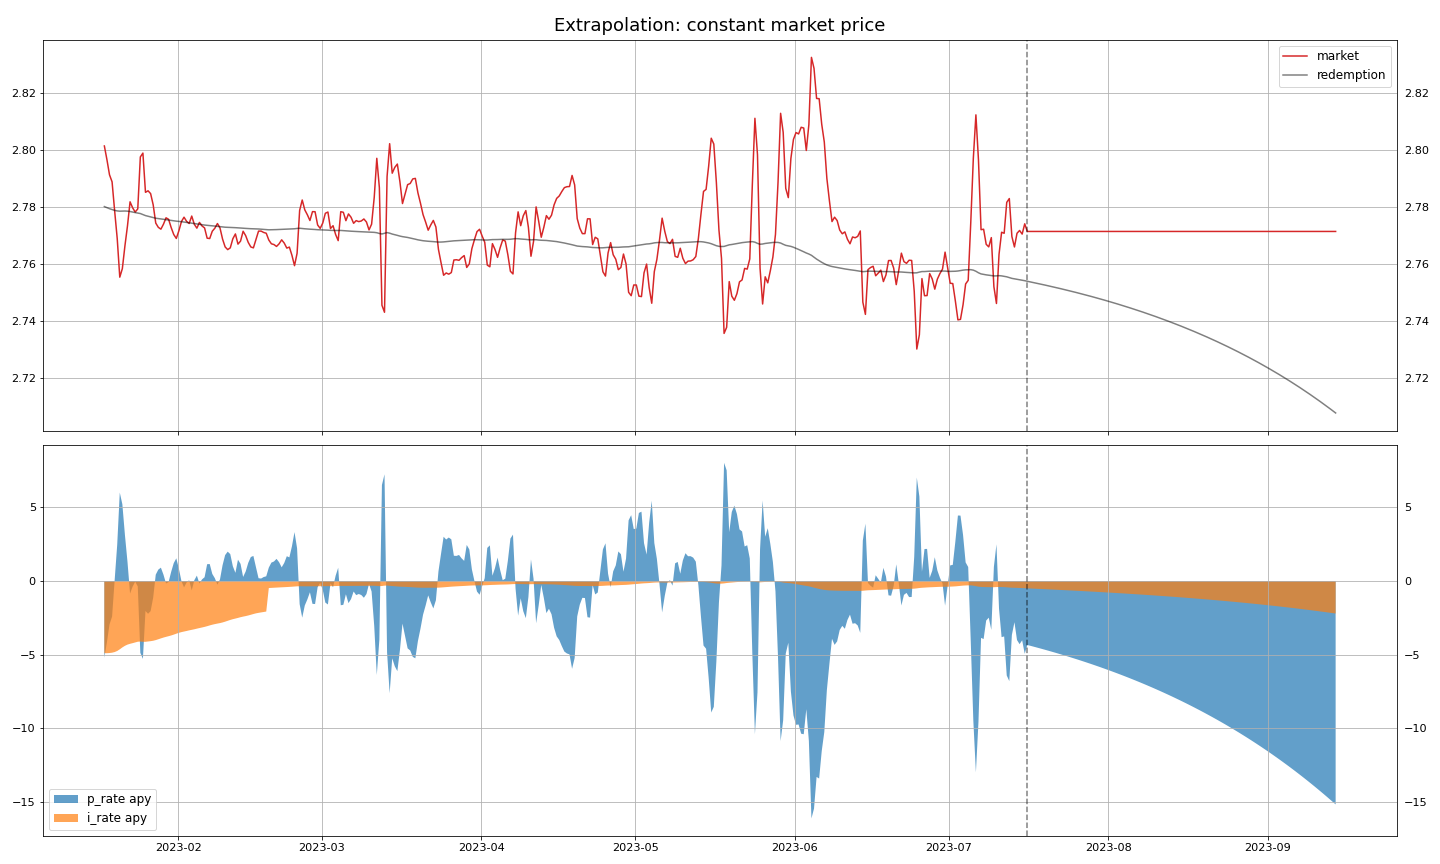 Extrapolation: constant market price
market
redemption
2.82 2.82
2.80 2.80
2.78 2.78
2.76 2.76
2.74 2.74
2.72 2.72
5 5
0 0
−5 −5
−10 −10
−15 −15
p_rate apy
i_rate apy
2023-02 2023-03 2023-04 2023-05 2023-06 2023-07 2023-08 2023-09